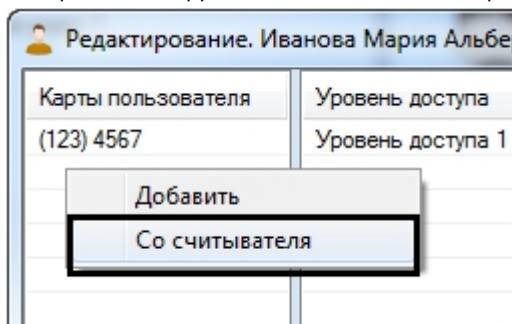 Редактирование. Иванова Мария Альбе
Карты пользователя Уровень доступа
(123) 4567 Уровень доступа 1
Добавить
Со считывателя